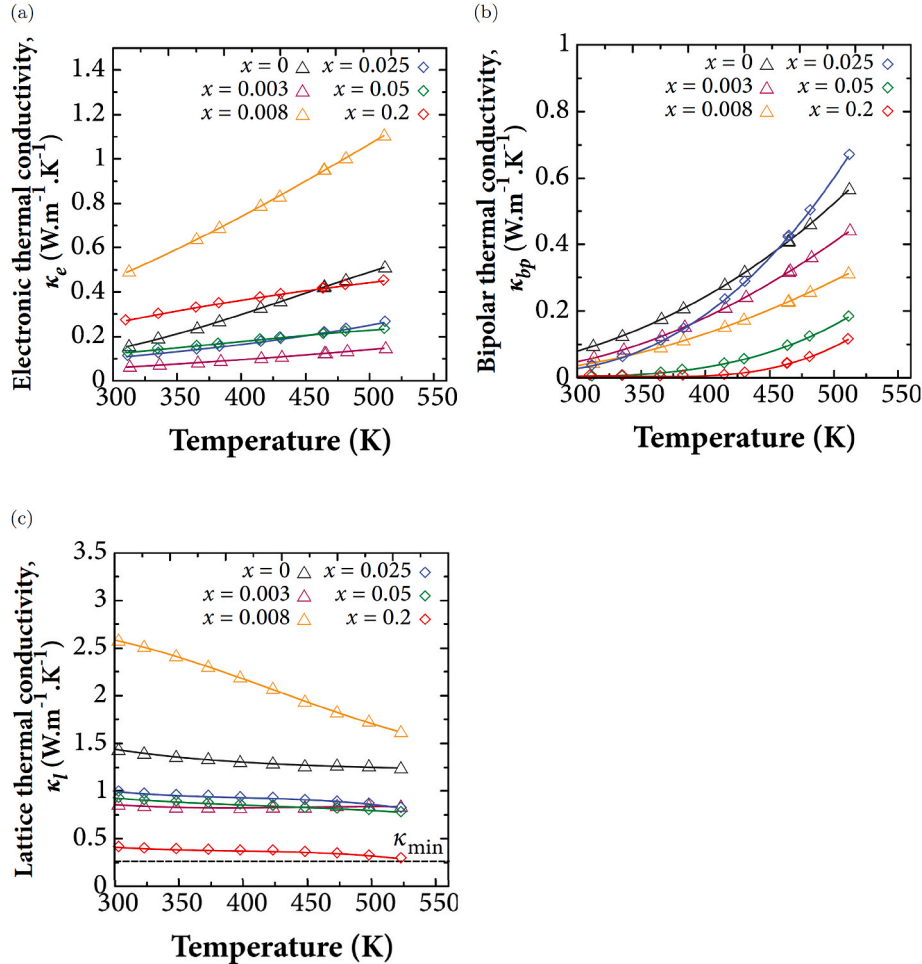 (a)
Electronic thermal conductivity,
κₑ (W.m⁻¹.K⁻¹)
1.4
1.2
1
0.8
0.6
0.4
0.2
0
x = 0
x = 0.025
x = 0.003
x = 0.05
x = 0.008
x = 0.2
300
350
400
450
500
550
Temperature (K)
(b)
Bipolar thermal conductivity,
κ_bp (W.m⁻¹.K⁻¹)
1
0.8
0.6
0.4
0.2
0
x = 0
x = 0.025
x = 0.003
x = 0.05
x = 0.008
x = 0.2
300
350
400
450
500
550
Temperature (K)
(c)
Lattice thermal conductivity,
κ_l (W.m⁻¹.K⁻¹)
3.5
3
2.5
2
1.5
1
0.5
0
x = 0
x = 0.025
x = 0.003
x = 0.05
x = 0.008
x = 0.2
κ_min
300
350
400
450
500
550
Temperature (K)